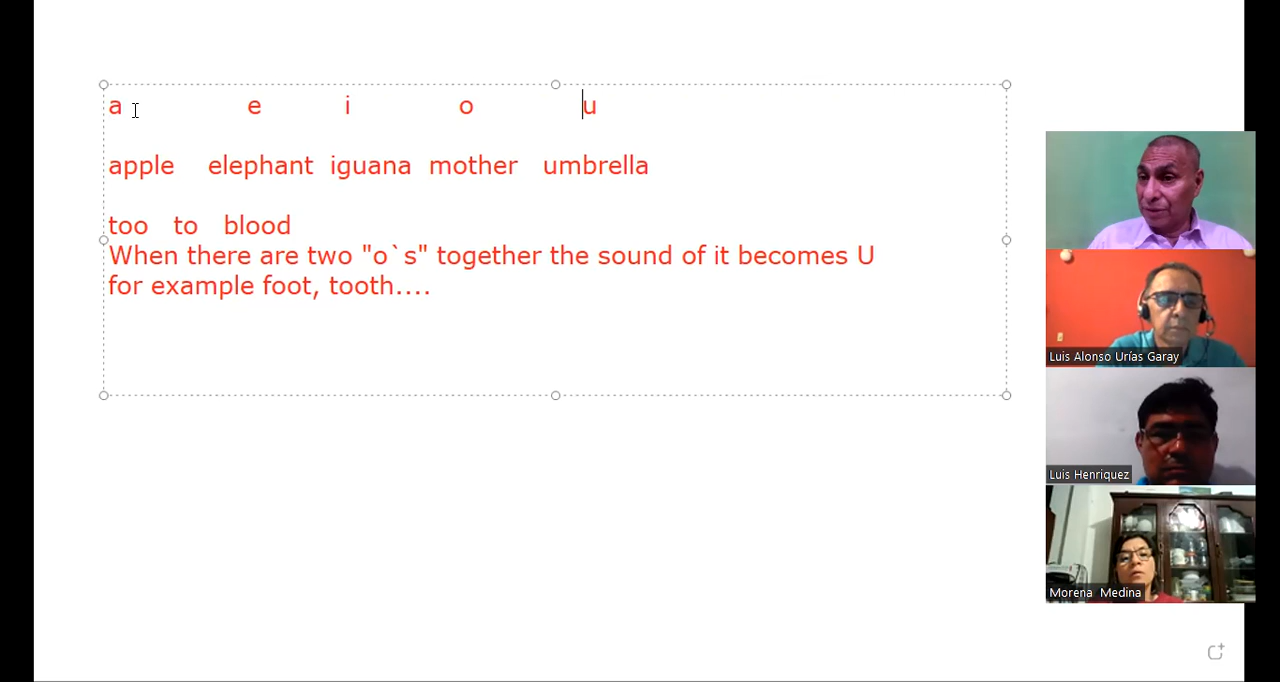 a e i o u
apple elephant iguana mother umbrella
too to blood
When there are two "o`s" together the sound of it becomes U
for example foot, tooth....
Luis Alonso Urías Garay
Luis Henriquez
Morena Medina